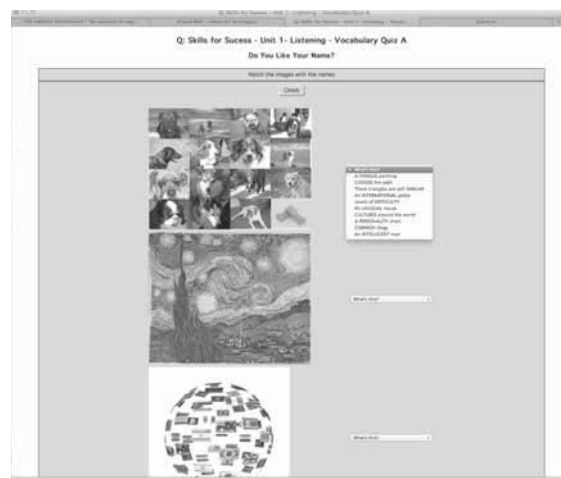 Q: Skills for Sucess - Unit 1- Listening - Vocabulary Quiz A
Do You Like Your Name?
Match the images with the names
Check
What's this?
A FAMOUS painting
CHOOSE the path
These triangles are still SIMILAR
An INTERNATIONAL globe
Levels of DIFFICULTY
An UNUSUAL house
CULTURES around the world
A PERSONALITY chart
COMMON dogs
An INTELLIGENT man
What's this?
What's this?